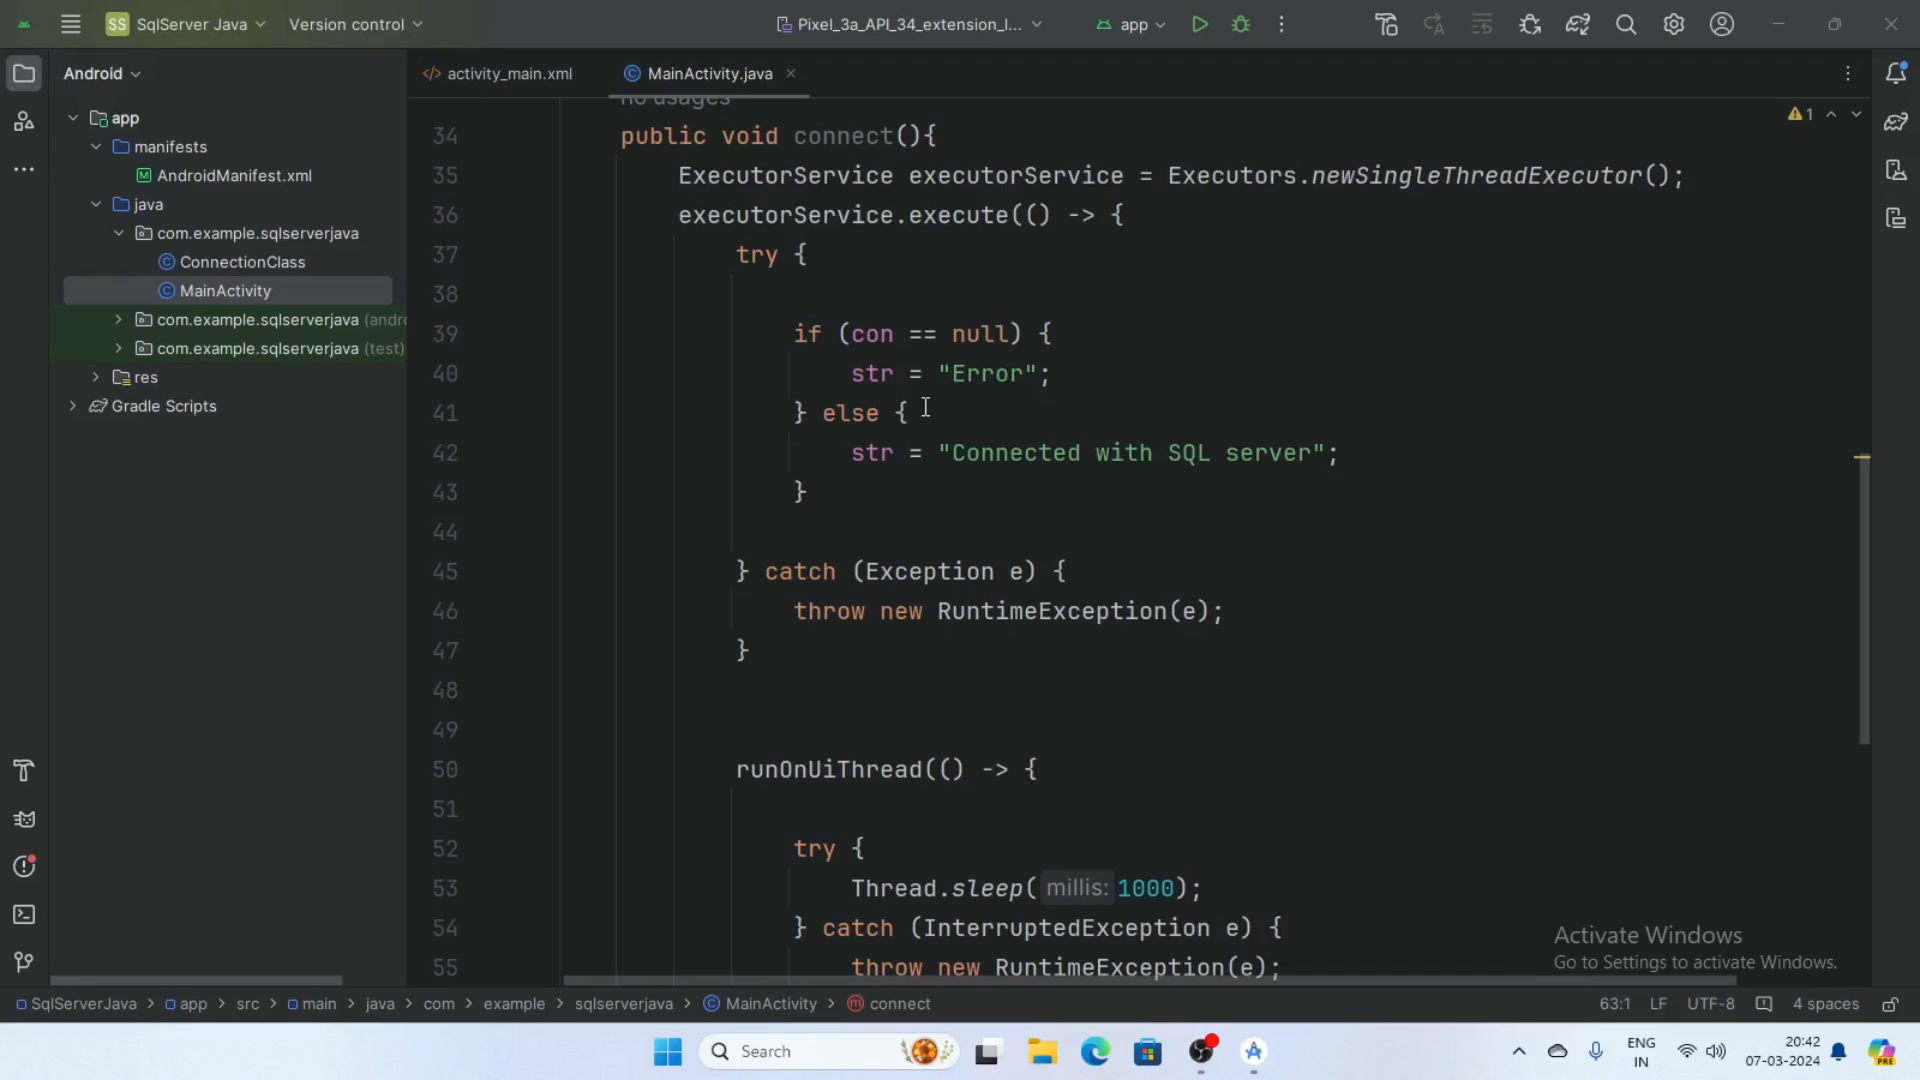 SS SqlServer Java Version control Pixel_3a_API_34_extension_l... app
Android activity_main.xml MainActivity.java
app
manifests
AndroidManifest.xml
java
com.example.sqlserverjava
ConnectionClass
MainActivity
com.example.sqlserverjava (andro
com.example.sqlserverjava (test)
res
Gradle Scripts
no usages
1
34 public void connect(){
35 ExecutorService executorService = Executors.newSingleThreadExecutor();
36 executorService.execute(() -> {
37 try {
38
39 if (con == null) {
40 str = "Error";
41 } else {
42 str = "Connected with SQL server";
43 }
44
45 } catch (Exception e) {
46 throw new RuntimeException(e);
47 }
48
49
50 runOnUiThread(() -> {
51
52 try {
53 Thread.sleep( millis: 1000);
54 } catch (InterruptedException e) {
55 throw new RuntimeException(e);
Activate Windows
Go to Settings to activate Windows.
SqlServerJava > app > src > main > java > com > example > sqlserverjava > MainActivity > connect 63:1 LF UTF-8 4 spaces
Search
ENG
IN
20:42
07-03-2024
PRE